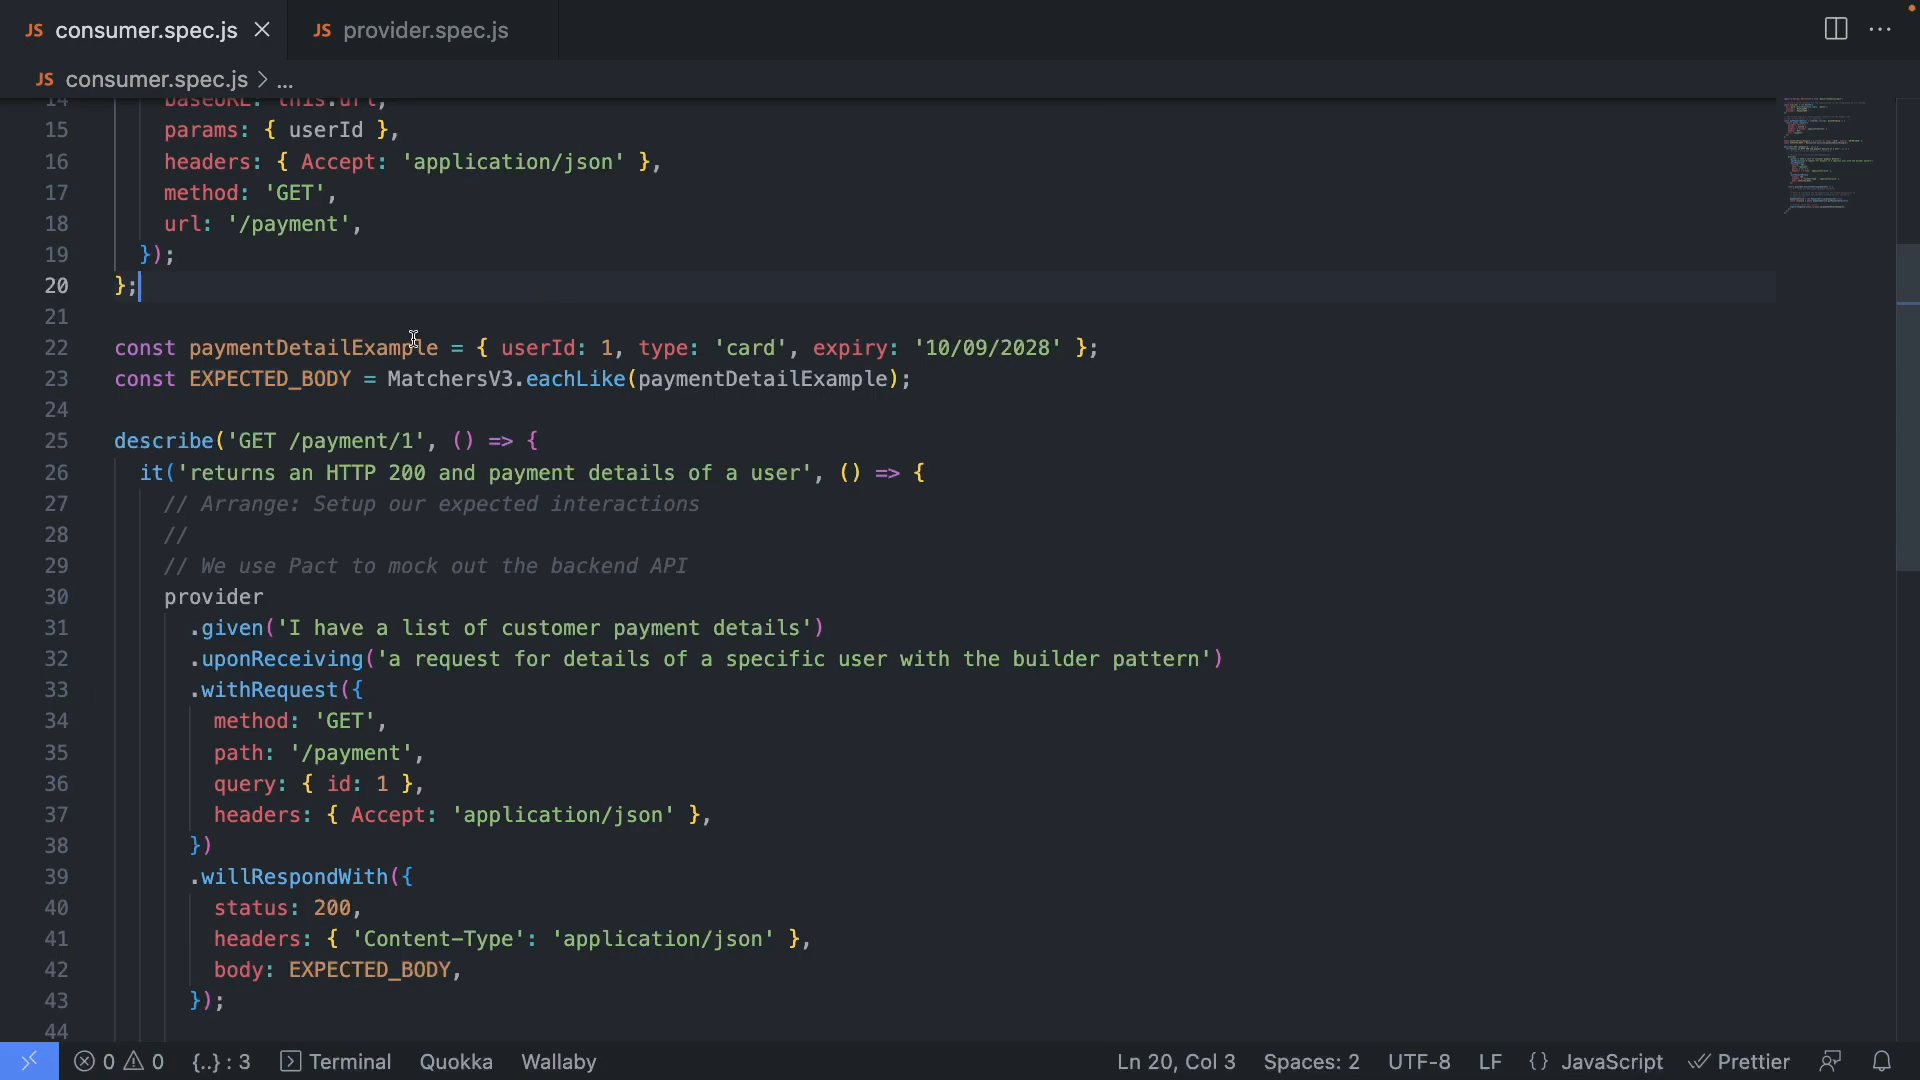 JS consumer.spec.js × JS provider.spec.js ...
JS consumer.spec.js > ...
14 baseURL: this.url,
15 params: { userId },
16 headers: { Accept: 'application/json' },
17 method: 'GET',
18 url: '/payment',
19 });
20 };
21
22 const paymentDetailExample = { userId: 1, type: 'card', expiry: '10/09/2028' };
23 const EXPECTED_BODY = MatchersV3.eachLike(paymentDetailExample);
24
25 describe('GET /payment/1', () => {
26 it('returns an HTTP 200 and payment details of a user', () => {
27 // Arrange: Setup our expected interactions
28 //
29 // We use Pact to mock out the backend API
30 provider
31 .given('I have a list of customer payment details')
32 .uponReceiving('a request for details of a specific user with the builder pattern')
33 .withRequest({
34 method: 'GET',
35 path: '/payment',
36 query: { id: 1 },
37 headers: { Accept: 'application/json' },
38 })
39 .willRespondWith({
40 status: 200,
41 headers: { 'Content-Type': 'application/json' },
42 body: EXPECTED_BODY,
43 });
44
0 0 {..} : 3 Terminal Quokka Wallaby Ln 20, Col 3 Spaces: 2 UTF-8 LF {} JavaScript Prettier